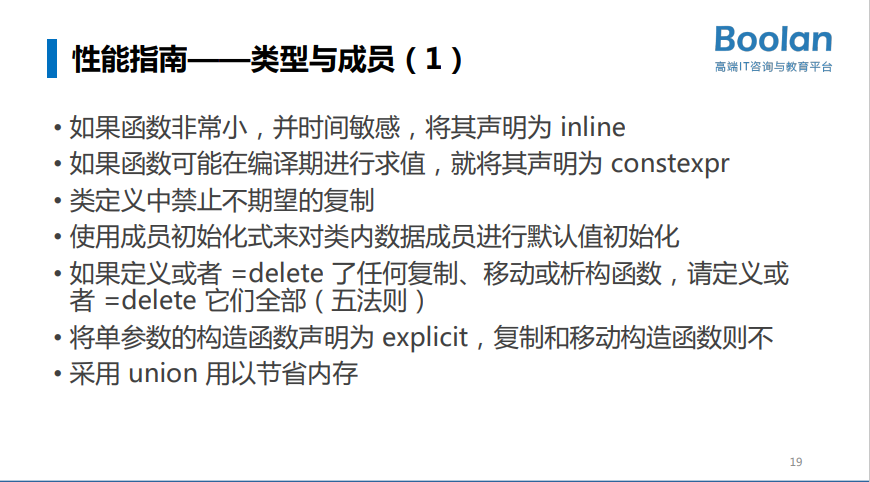 性能指南——类型与成员（1）
Boolan
高端IT咨询与教育平台
• 如果函数非常小，并时间敏感，将其声明为 inline
• 如果函数可能在编译期进行求值，就将其声明为 constexpr
• 类定义中禁止不期望的复制
• 使用成员初始化式来对类内数据成员进行默认值初始化
• 如果定义或者 =delete 了任何复制、移动或析构函数，请定义或
者 =delete 它们全部（五法则）
• 将单参数的构造函数声明为 explicit，复制和移动构造函数则不
• 采用 union 用以节省内存
19